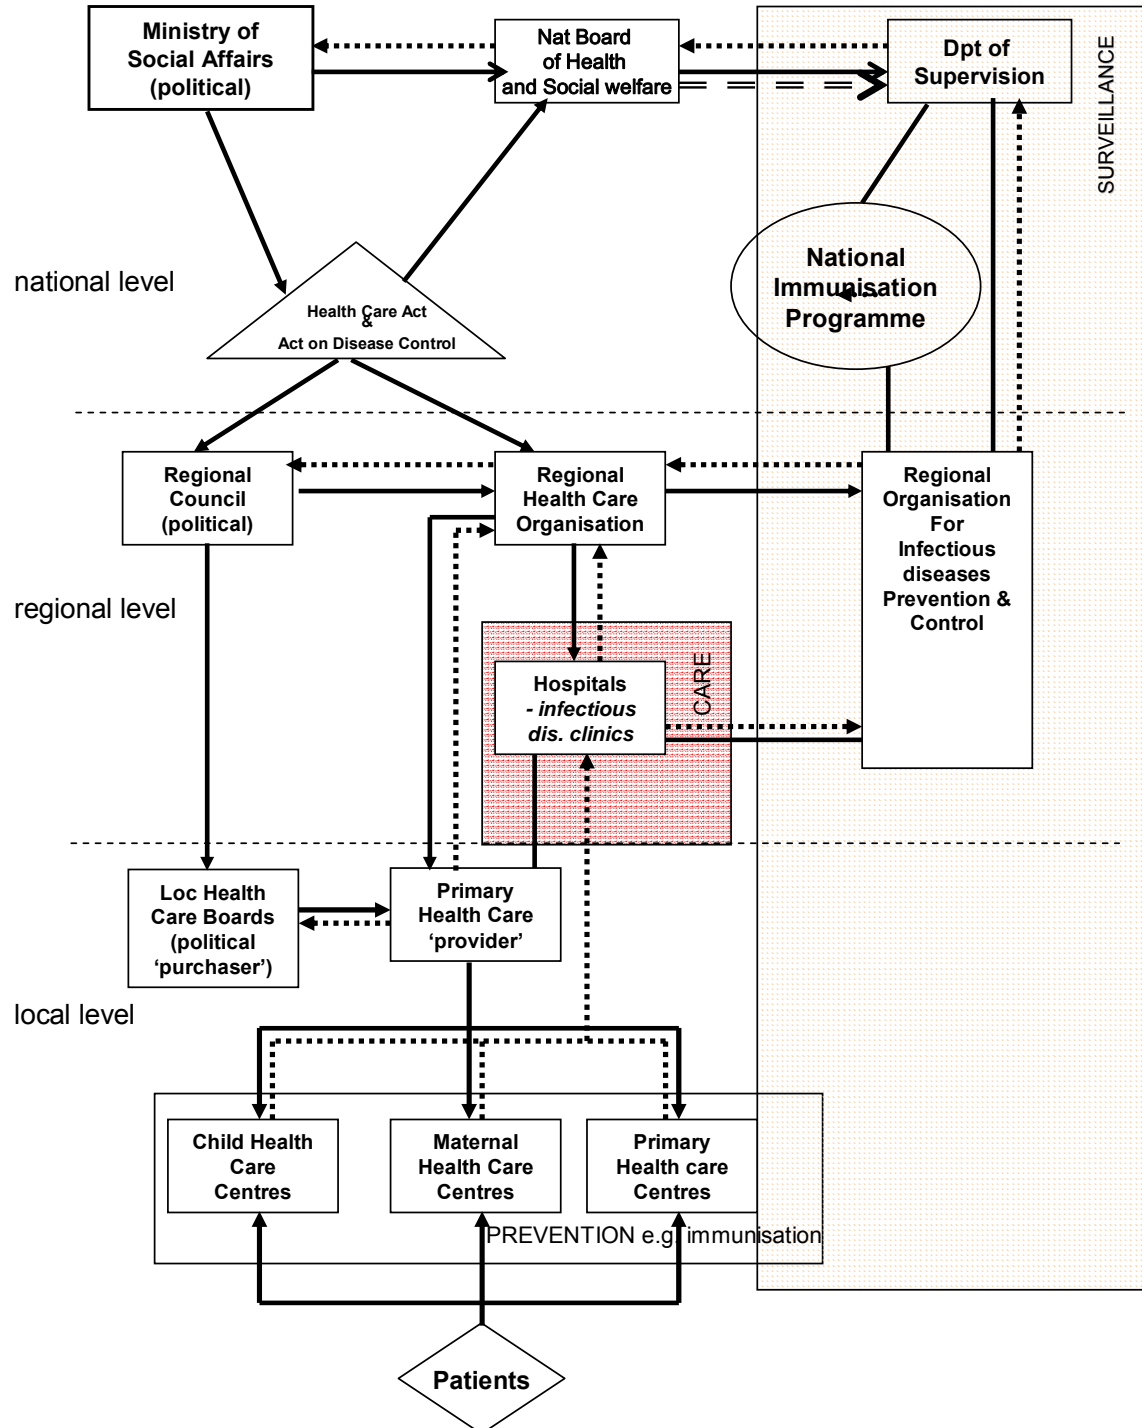 Ministry of
Social Affairs
(political)
Nat Board
of Health
and Social welfare
Dpt of
Supervision
SURVEILLANCE
national level
Health Care Act
&
Act on Disease Control
National
Immunisation
Programme
Regional
Council
(political)
Regional
Health Care
Organisation
Regional
Organisation
For
Infectious
diseases
Prevention &
Control
regional level
Hospitals
- infectious
dis. clinics
CARE
Loc Health
Care Boards
(political
‘purchaser’)
Primary
Health Care
‘provider’
local level
Child Health
Care
Centres
Maternal
Health Care
Centres
Primary
Health care
Centres
PREVENTION e.g. immunisation
Patients